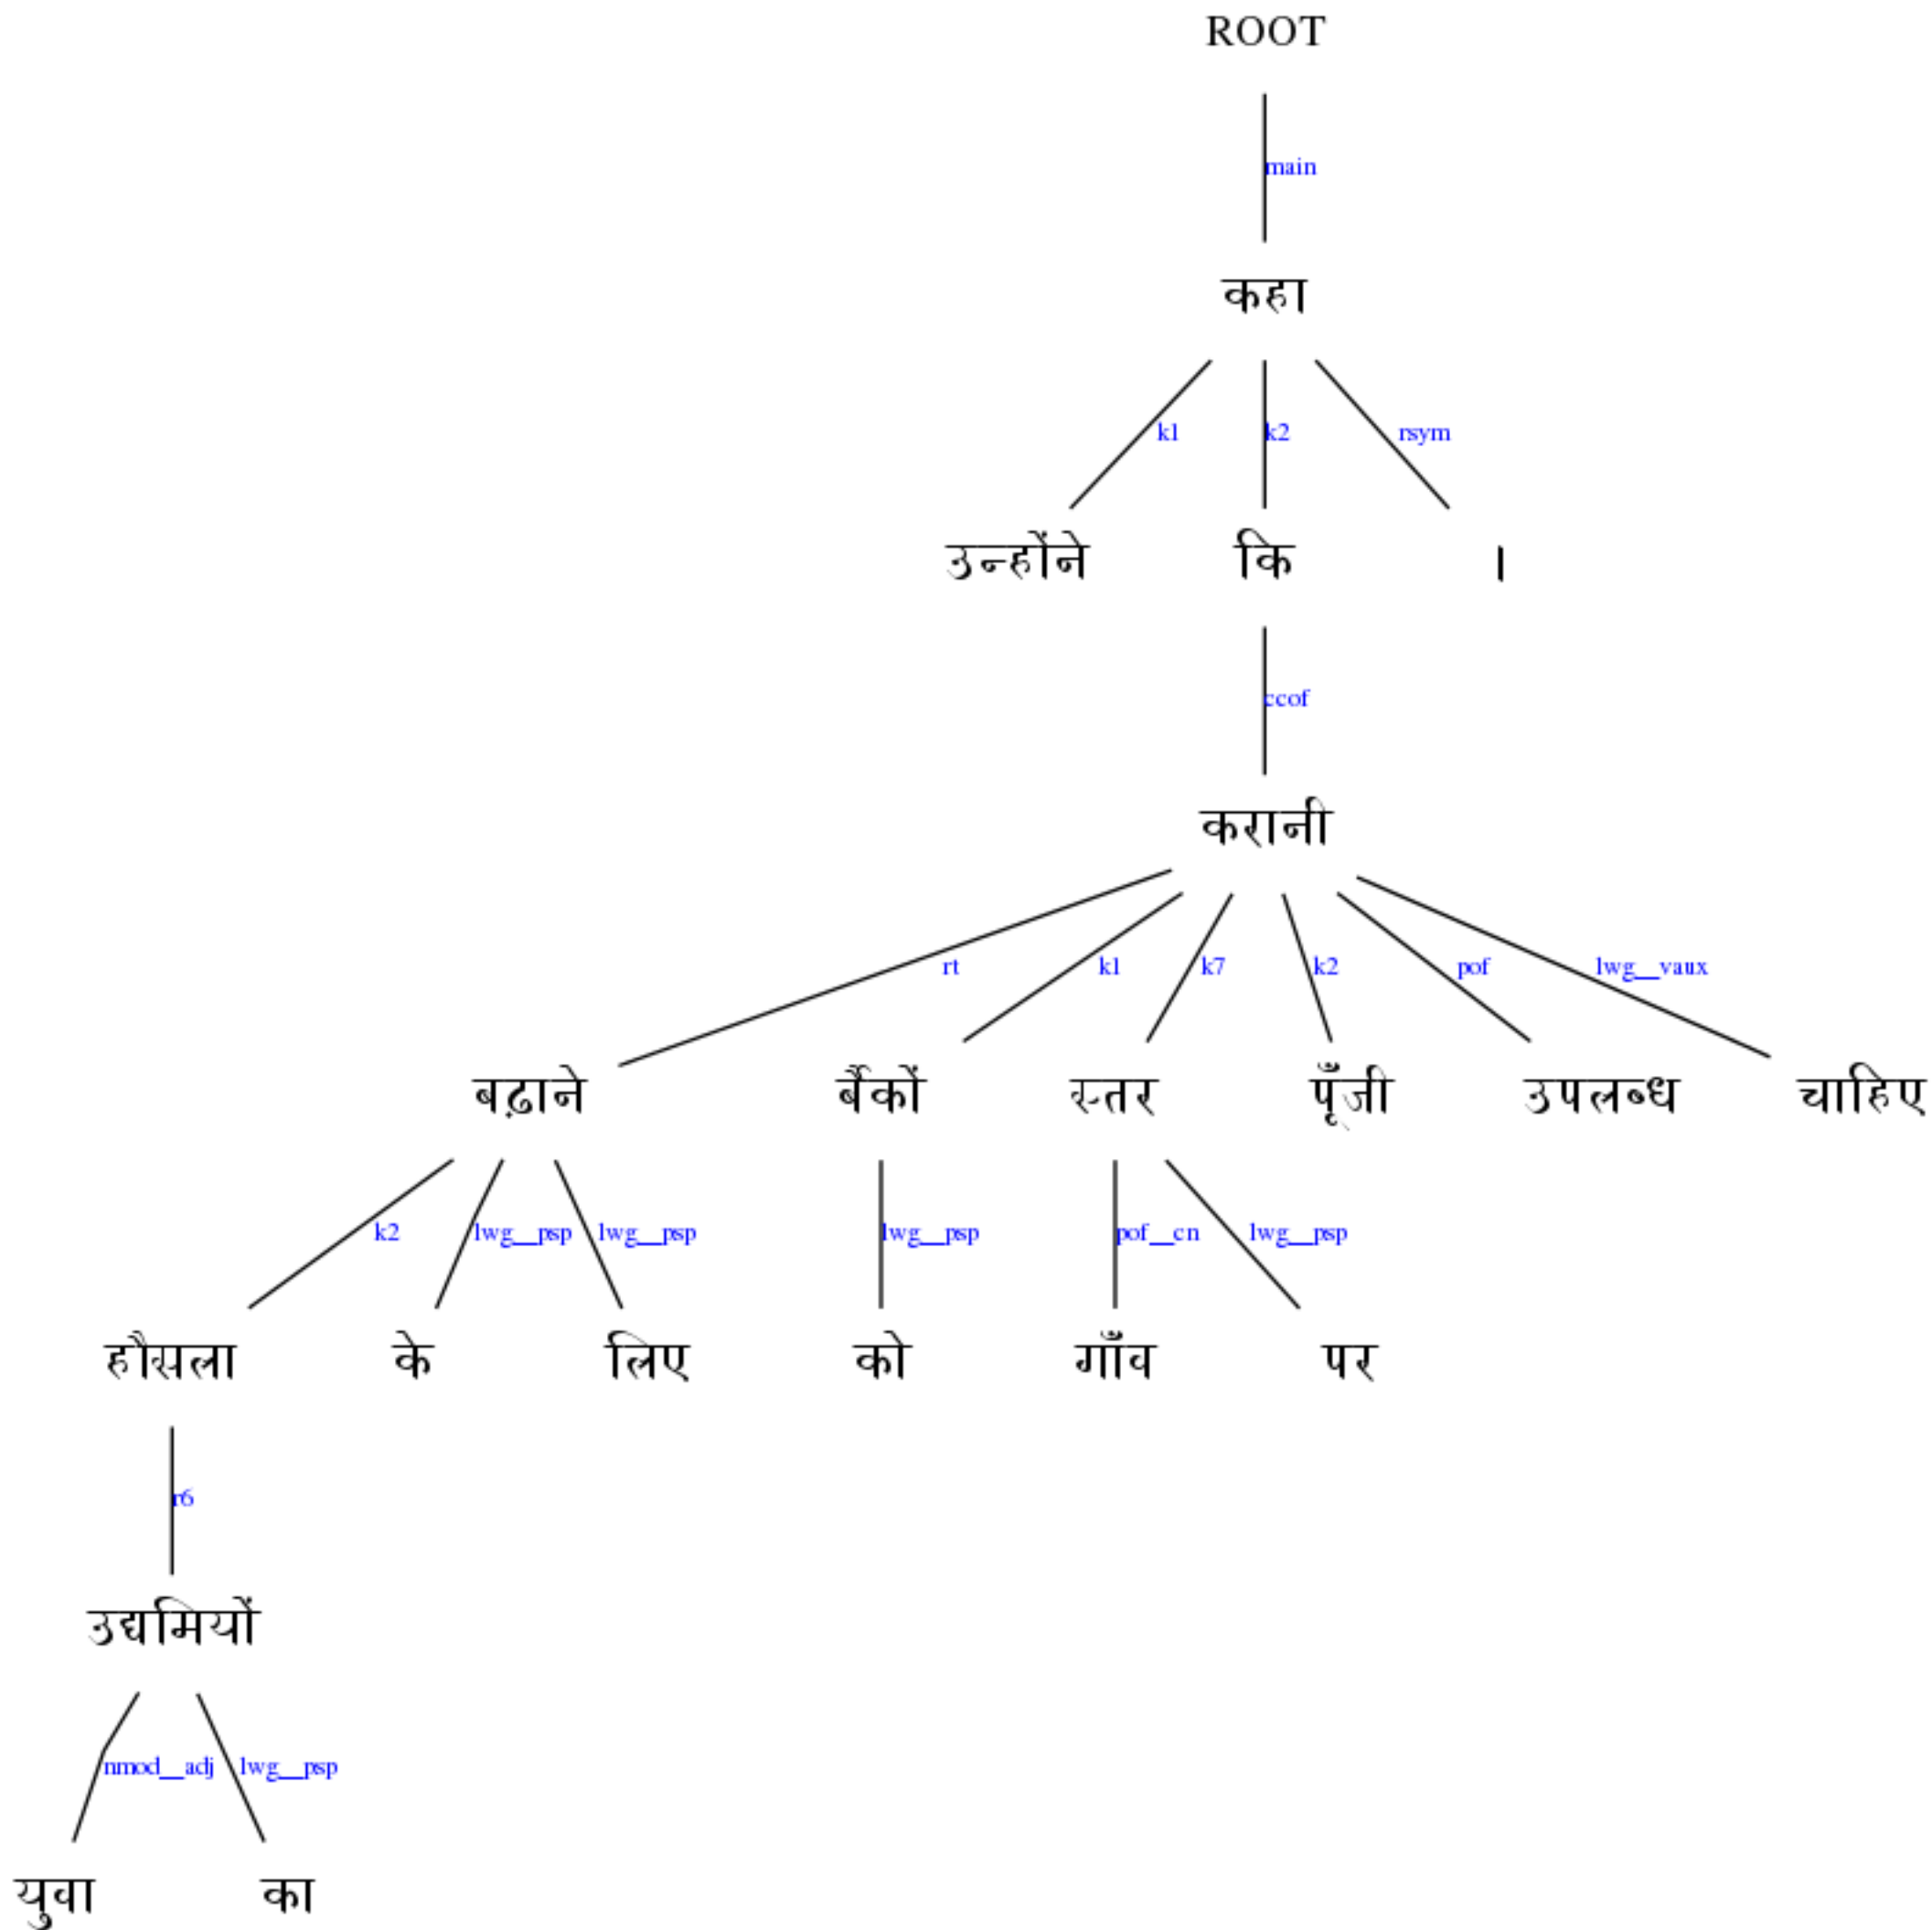 ROOT
main
कहा
k1 k2 rsym
उन्होंने कि ।
ccof
करानी
rt k1 k7 k2 pof lwg__vaux
बढ़ाने बैंकों स्तर पूँजी उपलब्ध चाहिए
k2 lwg__psp lwg__psp lwg__psp pof__cn lwg__psp
हौसला के लिए को गाँव पर
r6
उद्यमियों
nmod__adj lwg__psp
युवा का